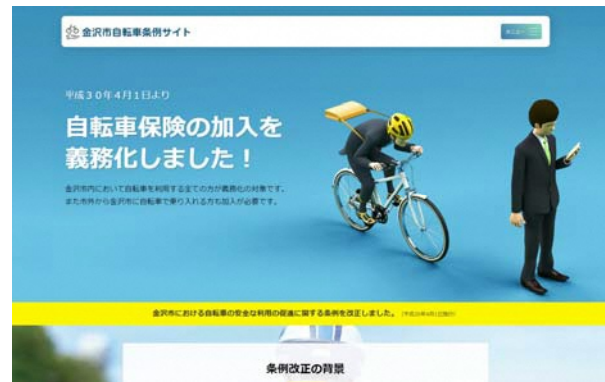 金沢市自転車条例サイト
メニュー
平成30年4月1日より
自転車保険の加入を
義務化しました！
金沢市内において自転車を利用する全ての方が義務化の対象です。
また市外から金沢市に自転車で乗り入れる方も加入が必要です。
金沢市における自転車の安全な利用の促進に関する条例を改正しました。
条例改正の背景